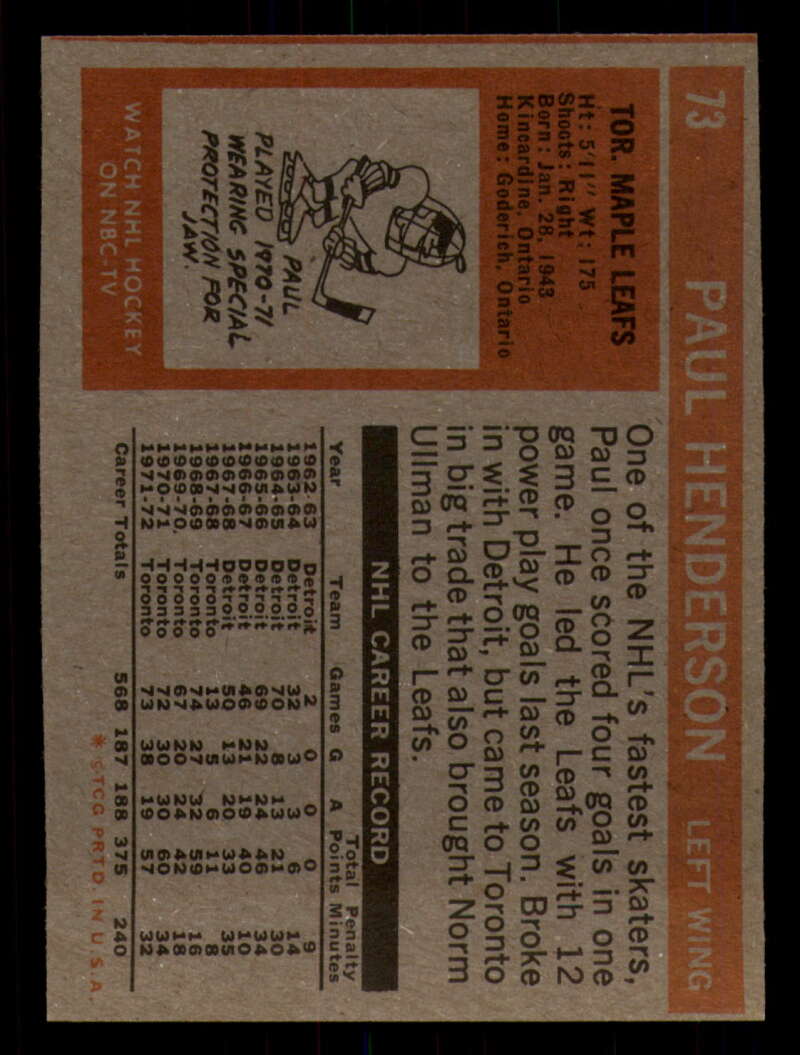 73 PAUL HENDERSON LEFT WING
TOR. MAPLE LEAFS
Ht: 5'11" Wt: 175
Shoots: Right
Born: Jan. 28, 1943
Kincardine, Ontario
Home: Goderich, Ontario
PAUL
PLAYED 1970-71
WEARING SPECIAL
PROTECTION FOR
JAW.
WATCH NHL HOCKEY
ON NBC-TV
One of the NHL's fastest skaters,
Paul once scored four goals in one
game. He led the Leafs with 12
power play goals last season. Broke
in with Detroit, but came to Toronto
in big trade that also brought Norm
Ullman to the Leafs.
NHL CAREER RECORD
Total Penalty
Year Team Games G A Points Minutes
1962-63 Detroit 2 0 0 0 9
1963-64 Detroit 32 3 3 6 14
1964-65 Detroit 70 8 13 21 30
1965-66 Detroit 69 22 24 46 34
1966-67 Detroit 46 21 19 40 10
1967-68 Detroit 50 13 20 33 35
1967-68 Toronto 13 5 6 11 8
1968-69 Toronto 74 27 32 59 16
1969-70 Toronto 67 20 22 42 18
1970-71 Toronto 72 30 30 60 34
1971-72 Toronto 73 38 19 57 32
Career Totals 568 187 188 375 240
* © T.C.G. PRTD. IN U.S.A.